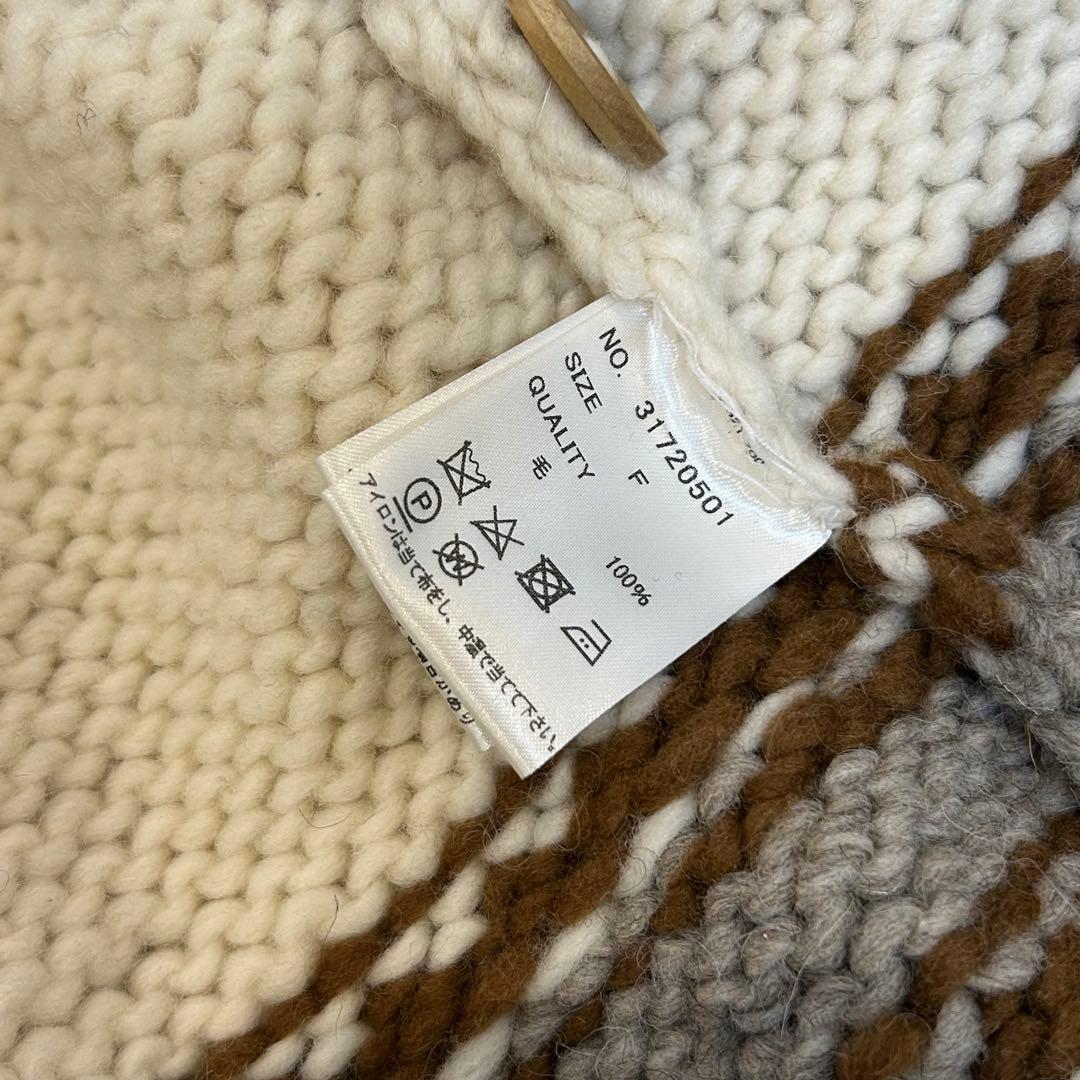 NO. 31720501
SIZE F
QUALITY
毛 100%
P
W
アイロンは当て布をし、中温で当てて下さい。